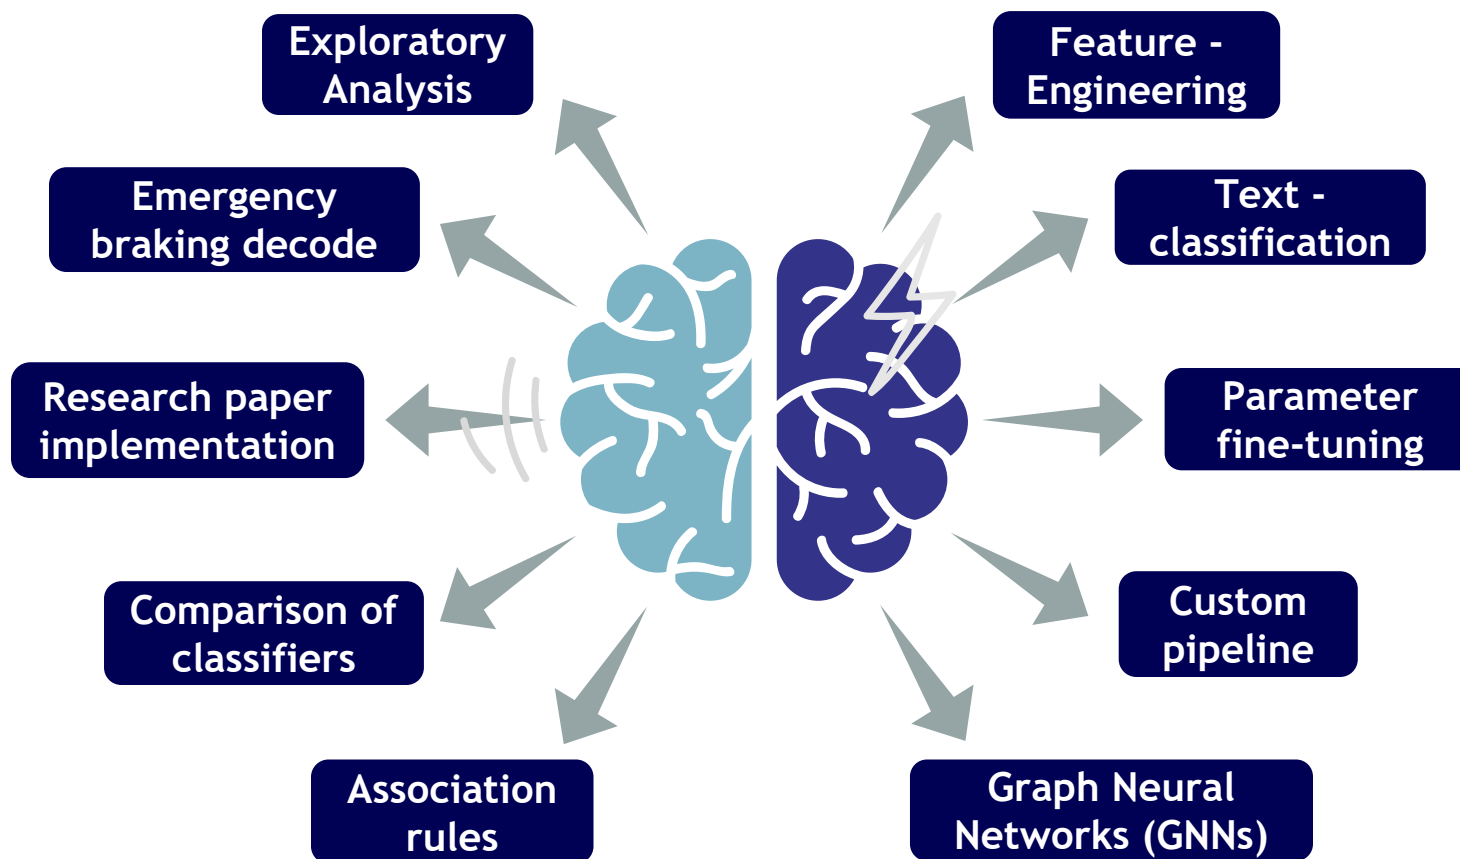 Exploratory
Analysis
Feature -
Engineering
Emergency
braking decode
Text -
classification
Research paper
implementation
Parameter
fine-tuning
Comparison of
classifiers
Custom
pipeline
Association
rules
Graph Neural
Networks (GNNs)